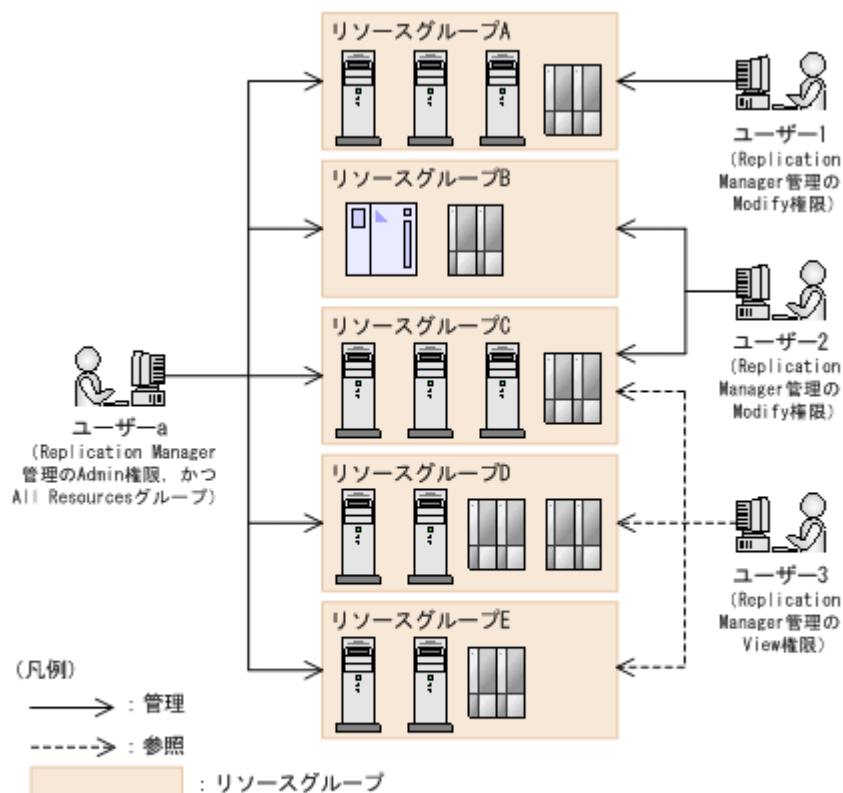 リソースグループA
ユーザー1
(Replication
Manager管理の
Modify権限)
リソースグループB
リソースグループC
ユーザー2
(Replication
Manager管理の
Modify権限)
ユーザーa
(Replication Manager
管理のAdmin権限，かつ
All Resourcesグループ)
リソースグループD
ユーザー3
(Replication
Manager管理の
View権限)
リソースグループE
(凡例)
：管理
：参照
：リソースグループ